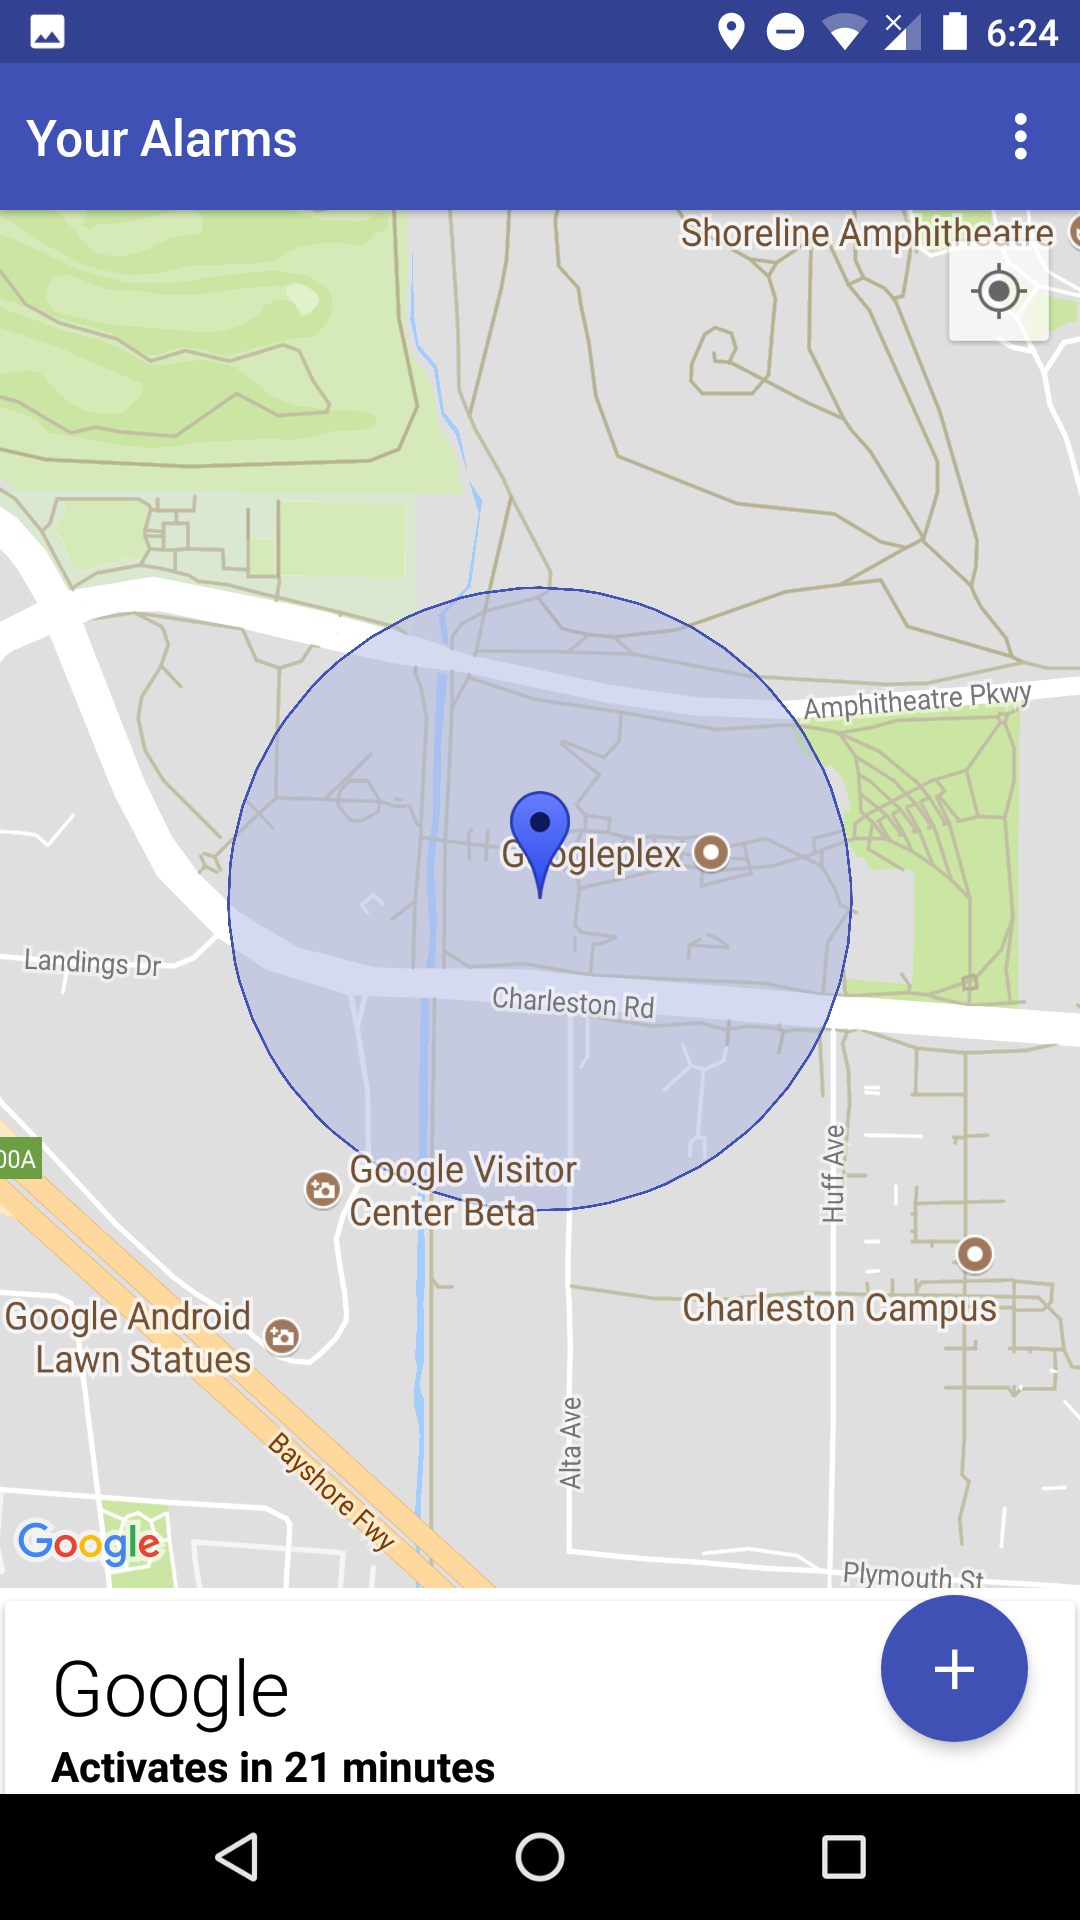 6:24
Your Alarms
Shoreline Amphitheatre
Amphitheatre Pkwy
Googleplex
Landings Dr
Charleston Rd
Huff Ave
00A
Google Visitor
Center Beta
Charleston Campus
Google Android
Lawn Statues
Alta Ave
Bayshore Fwy
Google
Plymouth St
Google
Activates in 21 minutes